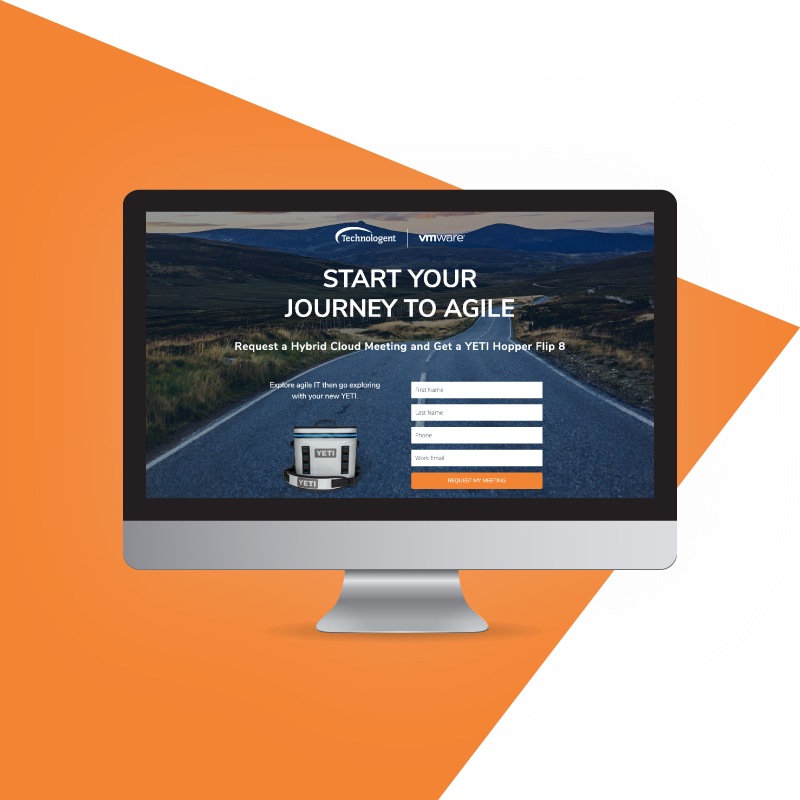 Technologent
vmware
START YOUR
JOURNEY TO AGILE
Request a Hybrid Cloud Meeting and Get a YETI Hopper Flip 8
Explore agile IT then go exploring
with your new YETI.
YETI
YETI
First Name
Last Name
Phone
Work Email
REQUEST MY MEETING